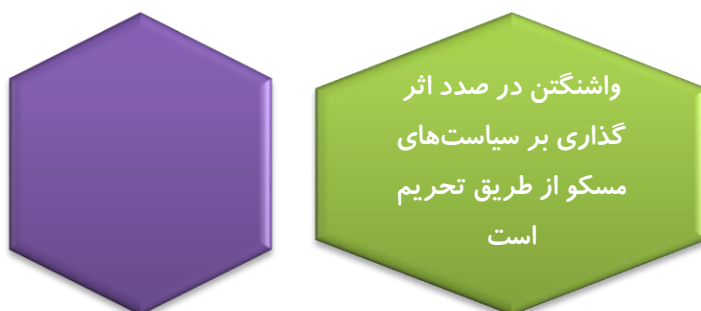 واشنگتن در صدد اثر
گذاری بر سیاست‌های
مسکو از طریق تحریم
است